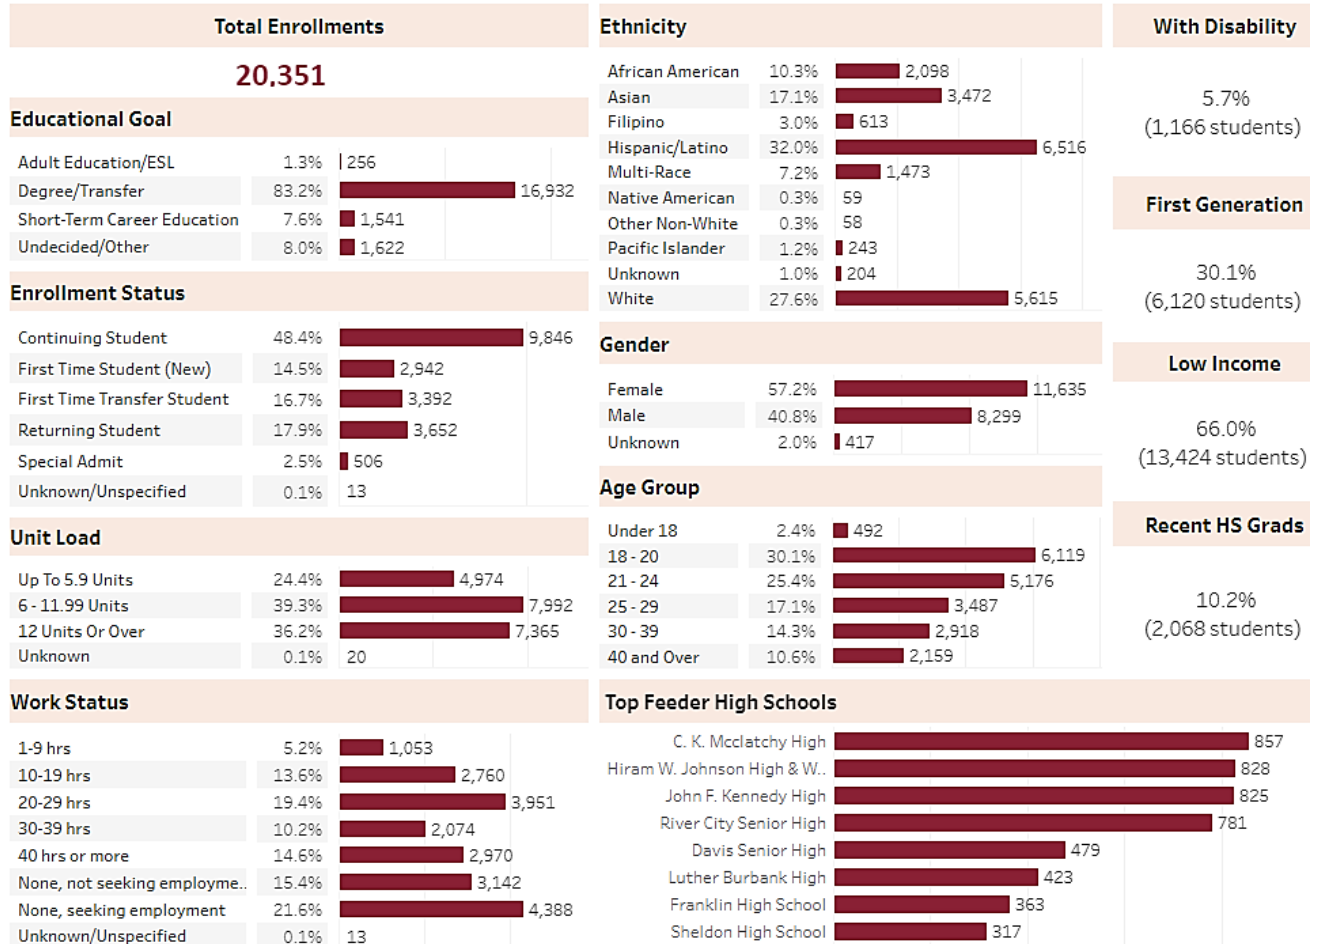 Total Enrollments
20,351
Educational Goal
Adult Education/ESL 1.3% 256
Degree/Transfer 83.2% 16,932
Short-Term Career Education 7.6% 1,541
Undecided/Other 8.0% 1,622
Enrollment Status
Continuing Student 48.4% 9,846
First Time Student (New) 14.5% 2,942
First Time Transfer Student 16.7% 3,392
Returning Student 17.9% 3,652
Special Admit 2.5% 506
Unknown/Unspecified 0.1% 13
Unit Load
Up To 5.9 Units 24.4% 4,974
6 - 11.99 Units 39.3% 7,992
12 Units Or Over 36.2% 7,365
Unknown 0.1% 20
Work Status
1-9 hrs 5.2% 1,053
10-19 hrs 13.6% 2,760
20-29 hrs 19.4% 3,951
30-39 hrs 10.2% 2,074
40 hrs or more 14.6% 2,970
None, not seeking employme.. 15.4% 3,142
None, seeking employment 21.6% 4,388
Unknown/Unspecified 0.1% 13
Ethnicity
African American 10.3% 2,098
Asian 17.1% 3,472
Filipino 3.0% 613
Hispanic/Latino 32.0% 6,516
Multi-Race 7.2% 1,473
Native American 0.3% 59
Other Non-White 0.3% 58
Pacific Islander 1.2% 243
Unknown 1.0% 204
White 27.6% 5,615
Gender
Female 57.2% 11,635
Male 40.8% 8,299
Unknown 2.0% 417
Age Group
Under 18 2.4% 492
18 - 20 30.1% 6,119
21 - 24 25.4% 5,176
25 - 29 17.1% 3,487
30 - 39 14.3% 2,918
40 and Over 10.6% 2,159
With Disability
5.7%
(1,166 students)
First Generation
30.1%
(6,120 students)
Low Income
66.0%
(13,424 students)
Recent HS Grads
10.2%
(2,068 students)
Top Feeder High Schools
C. K. Mcclatchy High 857
Hiram W. Johnson High & W.. 828
John F. Kennedy High 825
River City Senior High 781
Davis Senior High 479
Luther Burbank High 423
Franklin High School 363
Sheldon High School 317